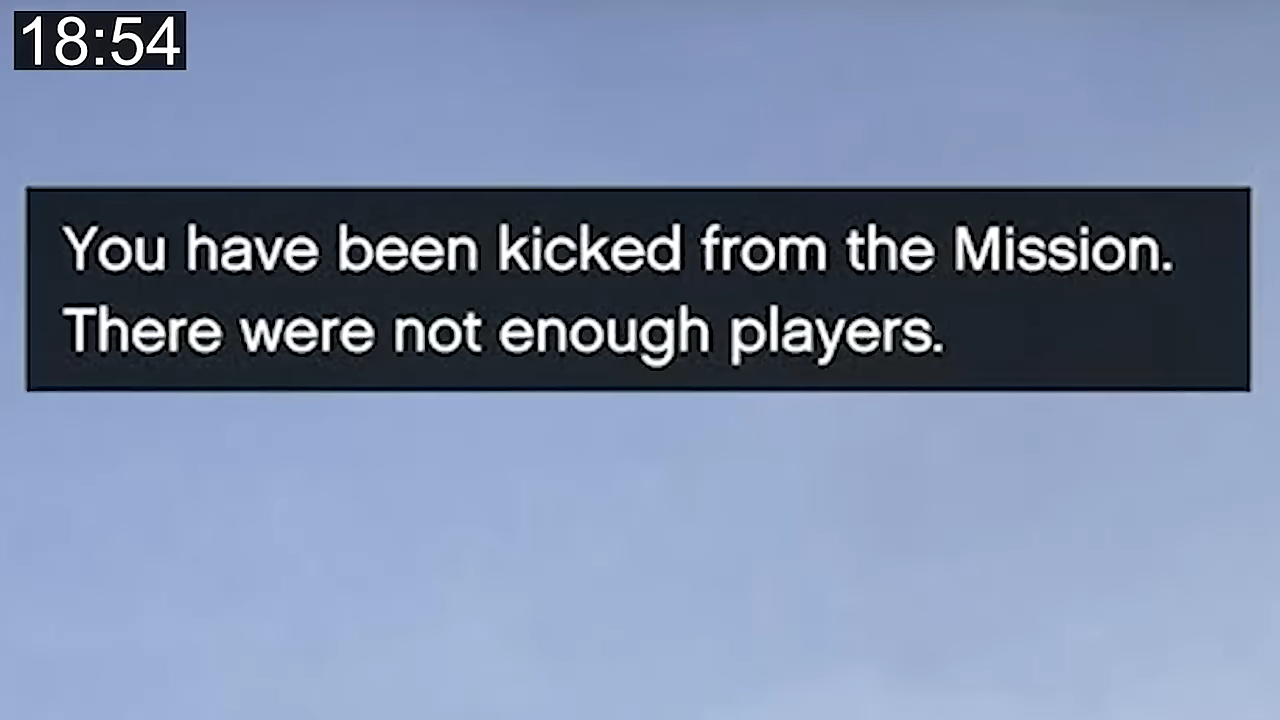 18:54
You have been kicked from the Mission.
There were not enough players.